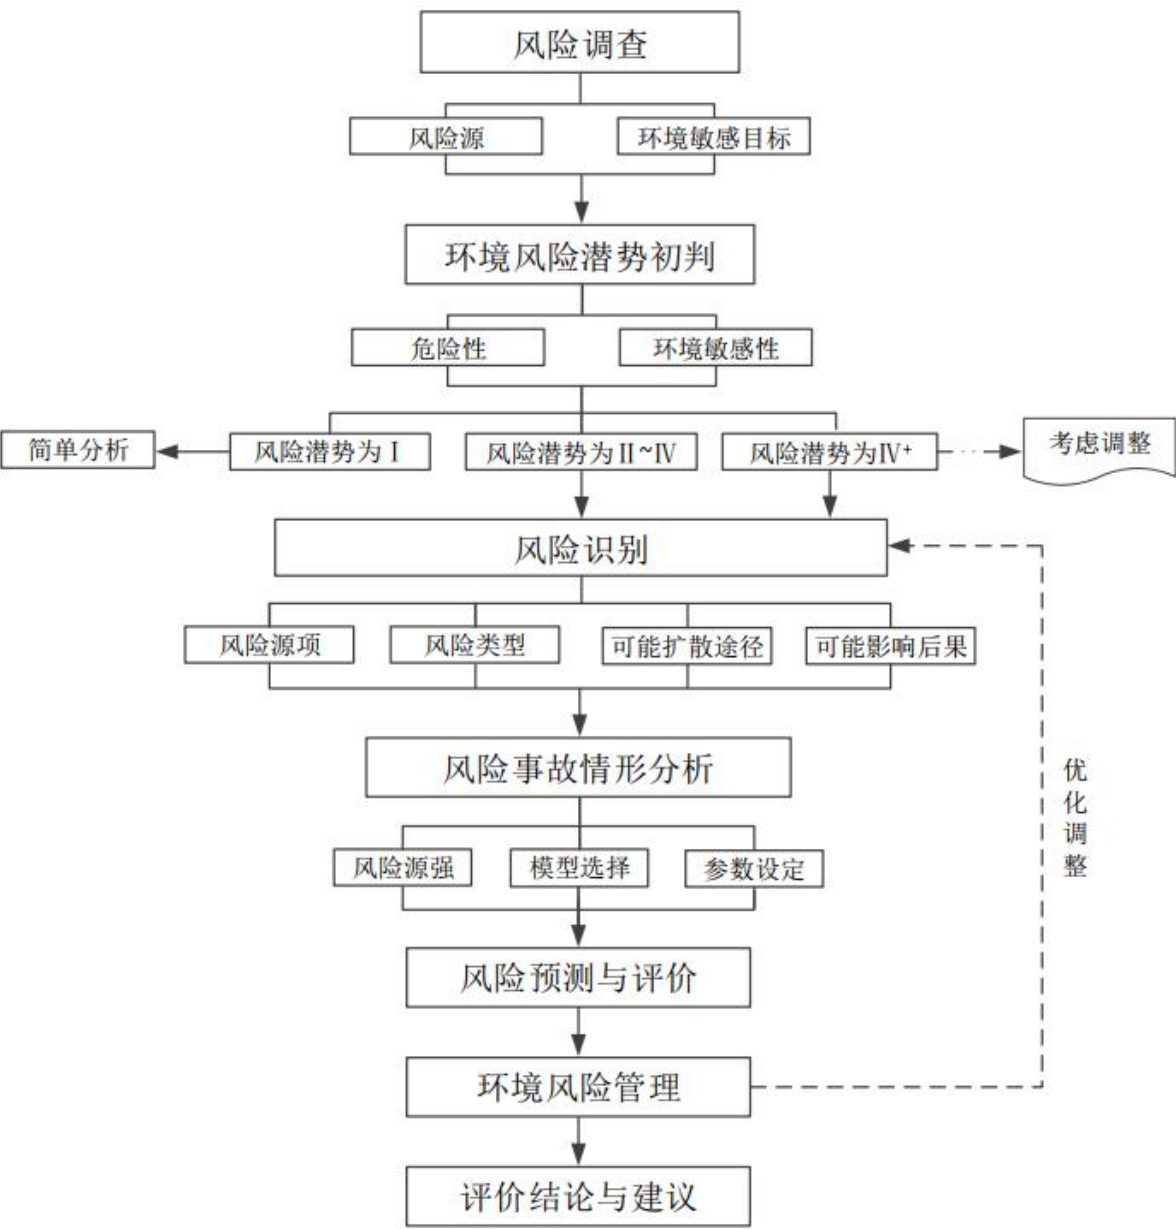 风险调查
风险源
环境敏感目标
环境风险潜势初判
危险性
环境敏感性
简单分析
风险潜势为Ⅰ
风险潜势为Ⅱ~Ⅳ
风险潜势为Ⅳ⁺
考虑调整
风险识别
风险源项
风险类型
可能扩散途径
可能影响后果
风险事故情形分析
优化调整
风险源强
模型选择
参数设定
风险预测与评价
环境风险管理
评价结论与建议